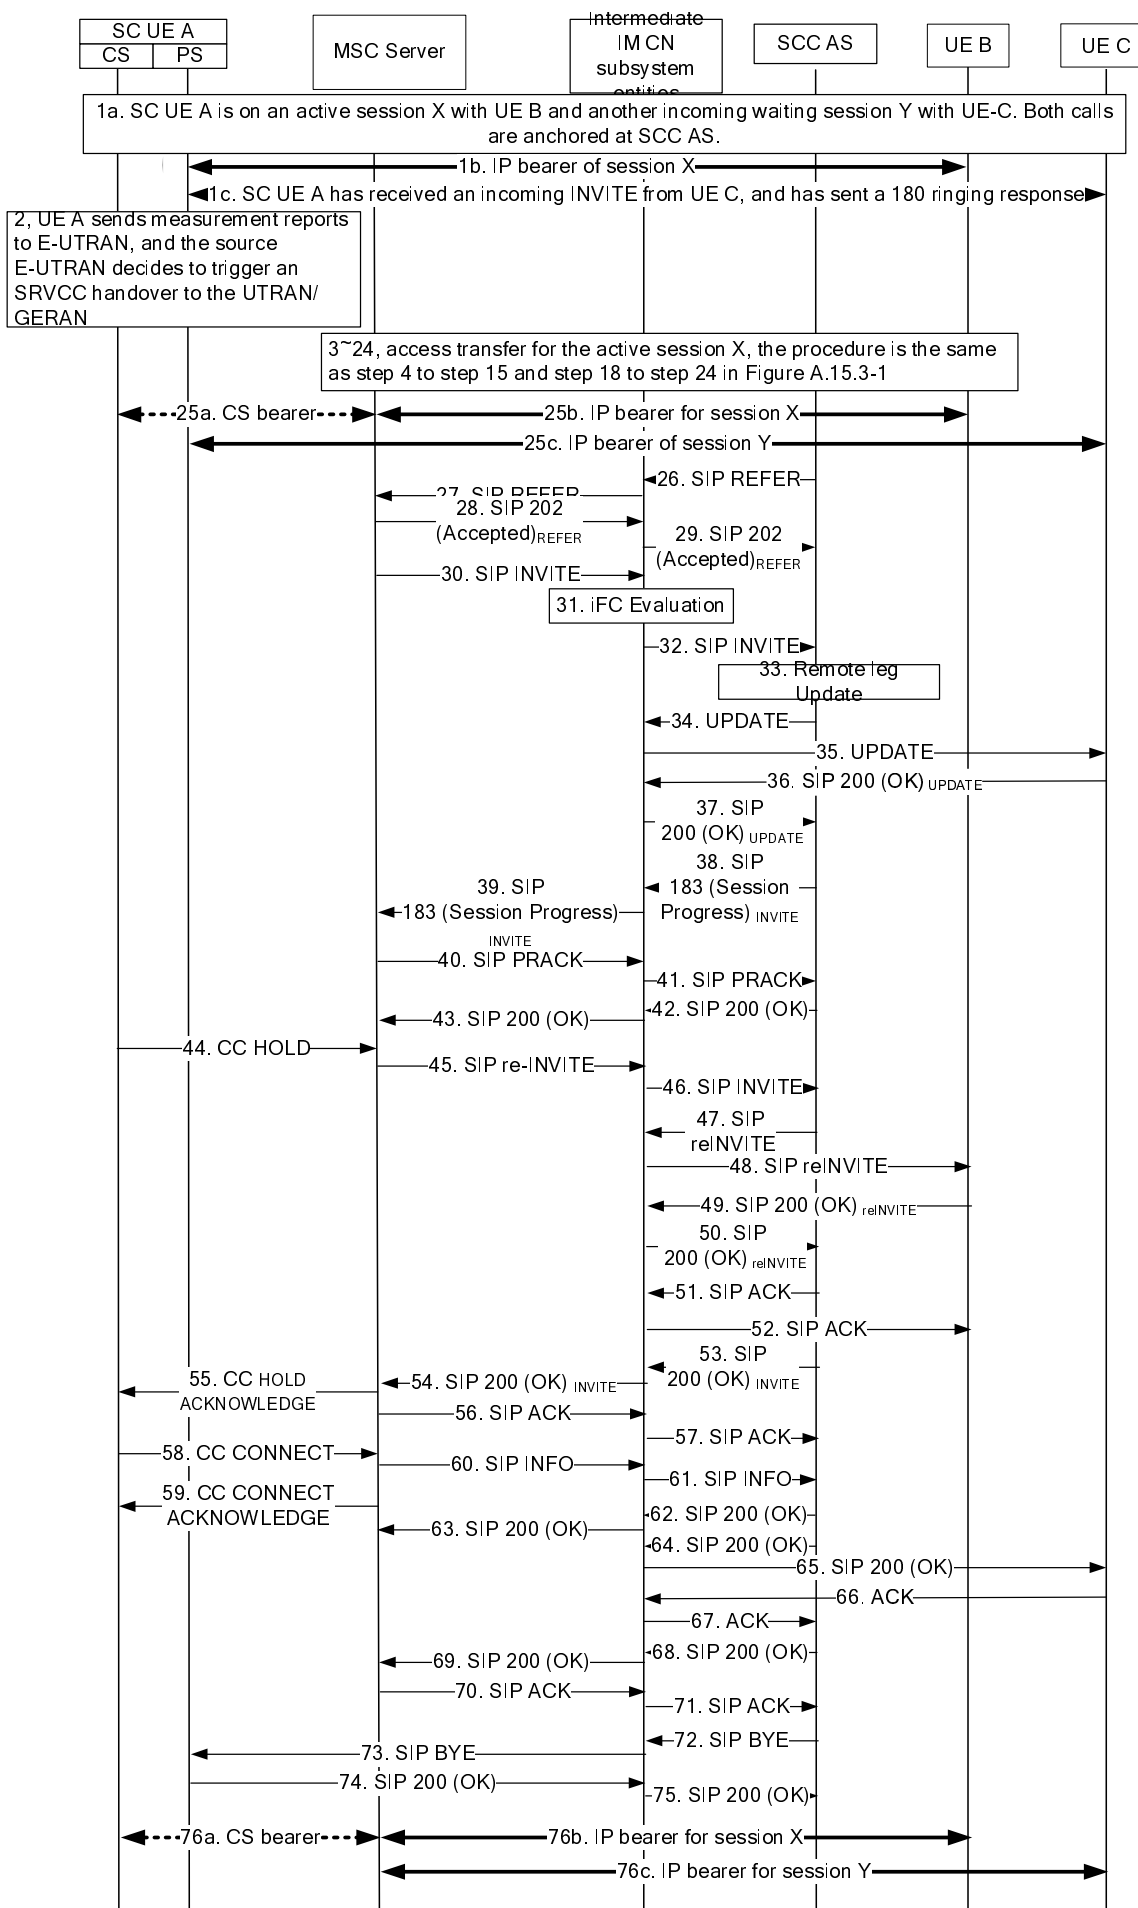 SC UE A
CS
PS
MSC Server
Intermediate
IM CN
subsystem
entities
SCC AS
UE B
UE C
1a. SC UE A is on an active session X with UE B and another incoming waiting session Y with UE-C. Both calls
are anchored at SCC AS.
1b. IP bearer of session X
1c. SC UE A has received an incoming INVITE from UE C, and has sent a 180 ringing response
2, UE A sends measurement reports
to E-UTRAN, and the source
E-UTRAN decides to trigger an
SRVCC handover to the UTRAN/
GERAN
3~24, access transfer for the active session X, the procedure is the same
as step 4 to step 15 and step 18 to step 24 in Figure A.15.3-1
25a. CS bearer
25b. IP bearer for session X
25c. IP bearer of session Y
26. SIP REFER
27. SIP REFER
28. SIP 202
(Accepted)REFER
29. SIP 202
(Accepted)REFER
30. SIP INVITE
31. iFC Evaluation
32. SIP INVITE
33. Remote leg
Update
34. UPDATE
35. UPDATE
36. SIP 200 (OK) UPDATE
37. SIP
200 (OK) UPDATE
38. SIP
183 (Session
Progress) INVITE
39. SIP
183 (Session Progress)
INVITE
40. SIP PRACK
41. SIP PRACK
42. SIP 200 (OK)
43. SIP 200 (OK)
44. CC HOLD
45. SIP re-INVITE
46. SIP INVITE
47. SIP
reINVITE
48. SIP reINVITE
49. SIP 200 (OK) reINVITE
50. SIP
200 (OK) reINVITE
51. SIP ACK
52. SIP ACK
53. SIP
200 (OK) INVITE
54. SIP 200 (OK) INVITE
55. CC HOLD
ACKNOWLEDGE
56. SIP ACK
57. SIP ACK
58. CC CONNECT
60. SIP INFO
61. SIP INFO
59. CC CONNECT
ACKNOWLEDGE
62. SIP 200 (OK)
63. SIP 200 (OK)
64. SIP 200 (OK)
65. SIP 200 (OK)
66. ACK
67. ACK
68. SIP 200 (OK)
69. SIP 200 (OK)
70. SIP ACK
71. SIP ACK
72. SIP BYE
73. SIP BYE
74. SIP 200 (OK)
75. SIP 200 (OK)
76a. CS bearer
76b. IP bearer for session X
76c. IP bearer for session Y